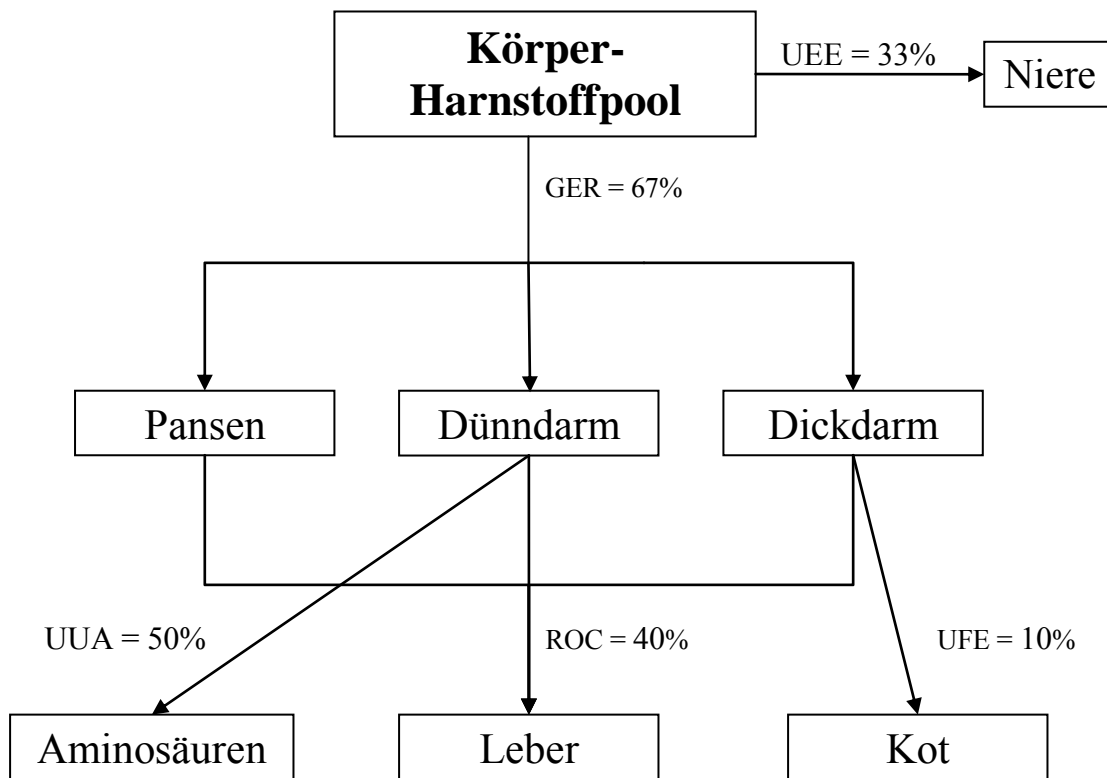 Körper-
Harnstoffpool
UEE = 33%
Niere
GER = 67%
Pansen
Dünndarm
Dickdarm
UUA = 50%
ROC = 40%
UFE = 10%
Aminosäuren
Leber
Kot